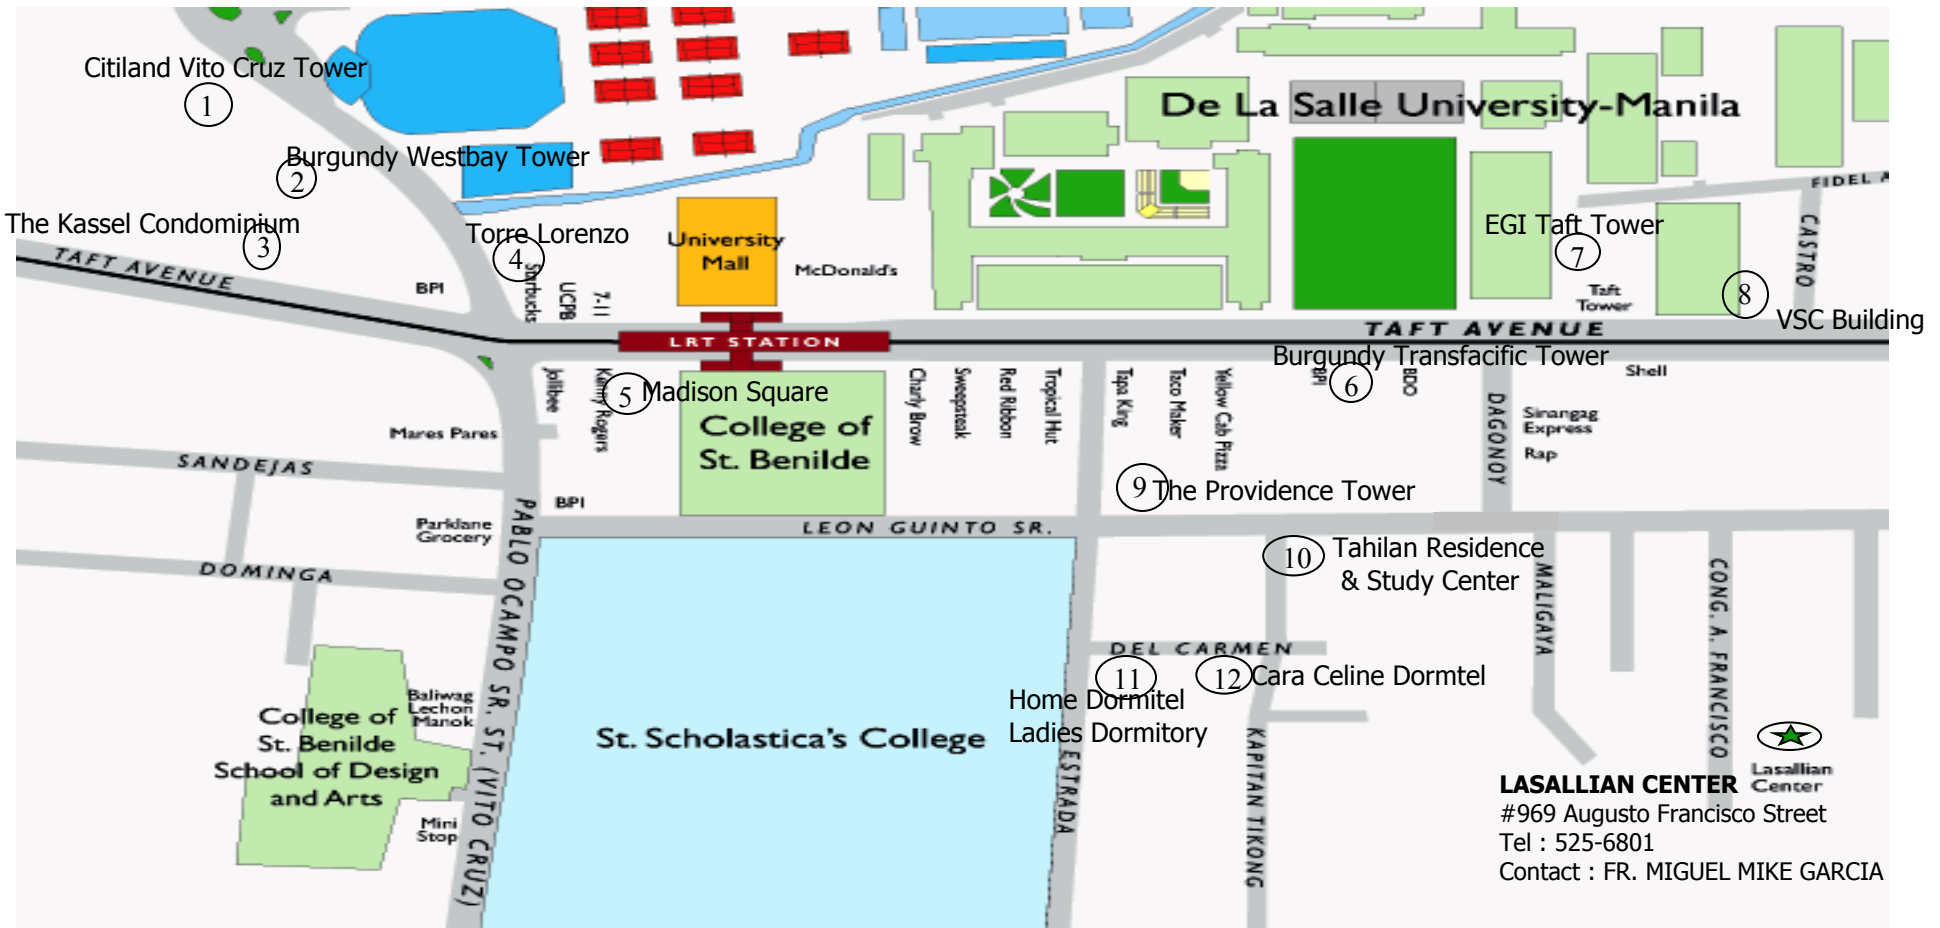 Citiland Vito Cruz Tower
1
De La Salle University-Manila
Burgundy Westbay Tower
2
FIDEL A
The Kassel Condominium
3
Torre Lorenzo
4
University
Mall
McDonald's
EGI Taft Tower
7
CASTRO
TAFT AVENUE
BPI
Starbucks
UCPB
7-11
Taft
Tower
8
VSC Building
LRT STATION
TAFT AVENUE
Burgundy Transfacific Tower
Jollibee
Kenny Rogers
5
Madison Square
Charly Brow
Sweepsteak
Red Ribbon
Tropical Hut
Tapa King
Taco Maker
Yellow Cab Pizza
BPI
6
BDO
Shell
DAGONOY
Sinangag
Express
Rap
Mares Pares
College of
St. Benilde
SANDEJAS
BPI
9
The Providence Tower
Parklane
Grocery
LEON GUINTO SR.
10
Tahilan Residence
& Study Center
DOMINGA
PABLO OCAMPO SR. ST. (VITO CRUZ)
MALIGAYA
CONG. A. FRANCISCO
DEL CARMEN
11
12
Cara Celine Dormtel
Home Dormitel
Ladies Dormitory
Baliwag
Lechon
Manok
College of
St. Benilde
School of Design
and Arts
St. Scholastica's College
ESTRADA
KAPITAN TIKONG
Mini
Stop
Lasallian
Center
LASALLIAN CENTER
#969 Augusto Francisco Street
Tel : 525-6801
Contact : FR. MIGUEL MIKE GARCIA